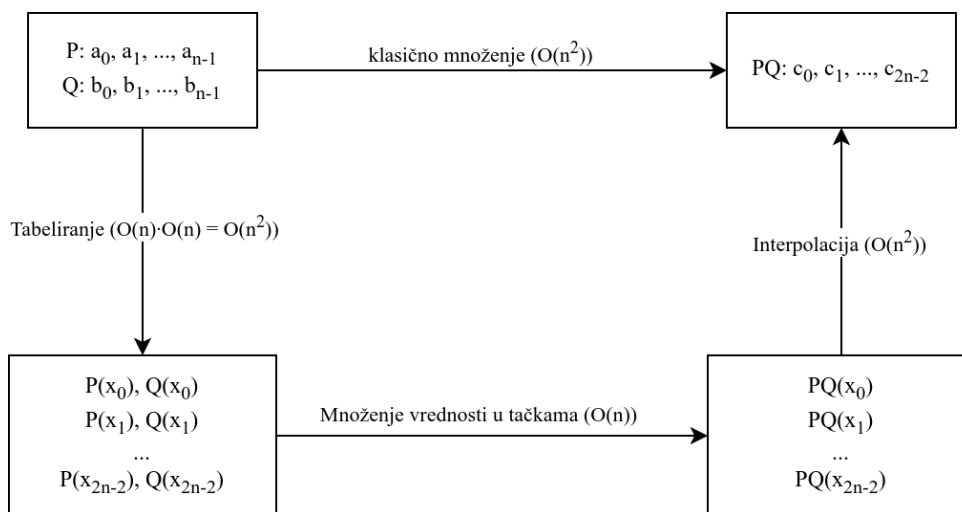 P: a₀, a₁, ..., aₙ₋₁
Q: b₀, b₁, ..., bₙ₋₁
klasično množenje (O(n²))
PQ: c₀, c₁, ..., c₂ₙ₋₂
Tabeliranje (O(n)·O(n) = O(n²))
Interpolacija (O(n²))
P(x₀), Q(x₀)
P(x₁), Q(x₁)
...
P(x₂ₙ₋₂), Q(x₂ₙ₋₂)
Množenje vrednosti u tačkama (O(n))
PQ(x₀)
PQ(x₁)
...
PQ(x₂ₙ₋₂)